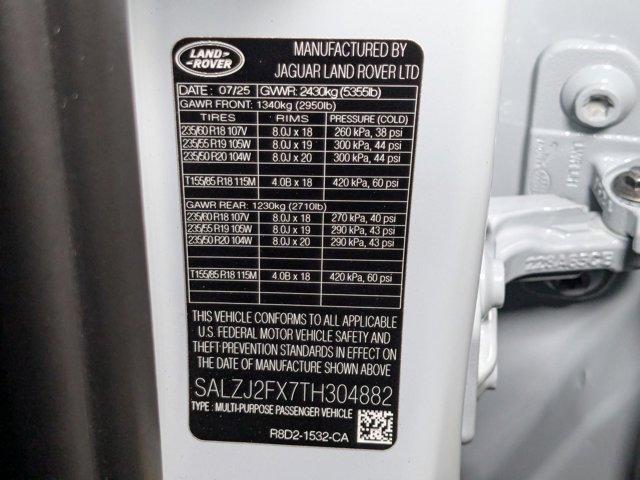 LAND-
-ROVER
MANUFACTURED BY
JAGUAR LAND ROVER LTD
DATE : 07/25 GVWR: 2430kg (5355lb)
GAWR FRONT: 1340kg (2950lb)
TIRES RIMS PRESSURE (COLD)
235/60 R18 107V 8.0J x 18 260 kPa, 38 psi
235/55 R19 105W 8.0J x 19 300 kPa, 44 psi
235/50 R20 104W 8.0J x 20 300 kPa, 44 psi
T155/85 R18 115M 4.0B x 18 420 kPa, 60 psi
GAWR REAR: 1230kg (2710lb)
235/60 R18 107V 8.0J x 18 270 kPa, 40 psi
235/55 R19 105W 8.0J x 19 290 kPa, 43 psi
235/50 R20 104W 8.0J x 20 290 kPa, 43 psi
T155/85 R18 115M 4.0B x 18 420 kPa, 60 psi
THIS VEHICLE CONFORMS TO ALL APPLICABLE
U.S. FEDERAL MOTOR VEHICLE SAFETY AND
THEFT PREVENTION STANDARDS IN EFFECT ON
THE DATE OF MANUFACTURE SHOWN ABOVE
SALZJ2FX7TH304882
TYPE : MULTI-PURPOSE PASSENGER VEHICLE
R8D2-1532-CA